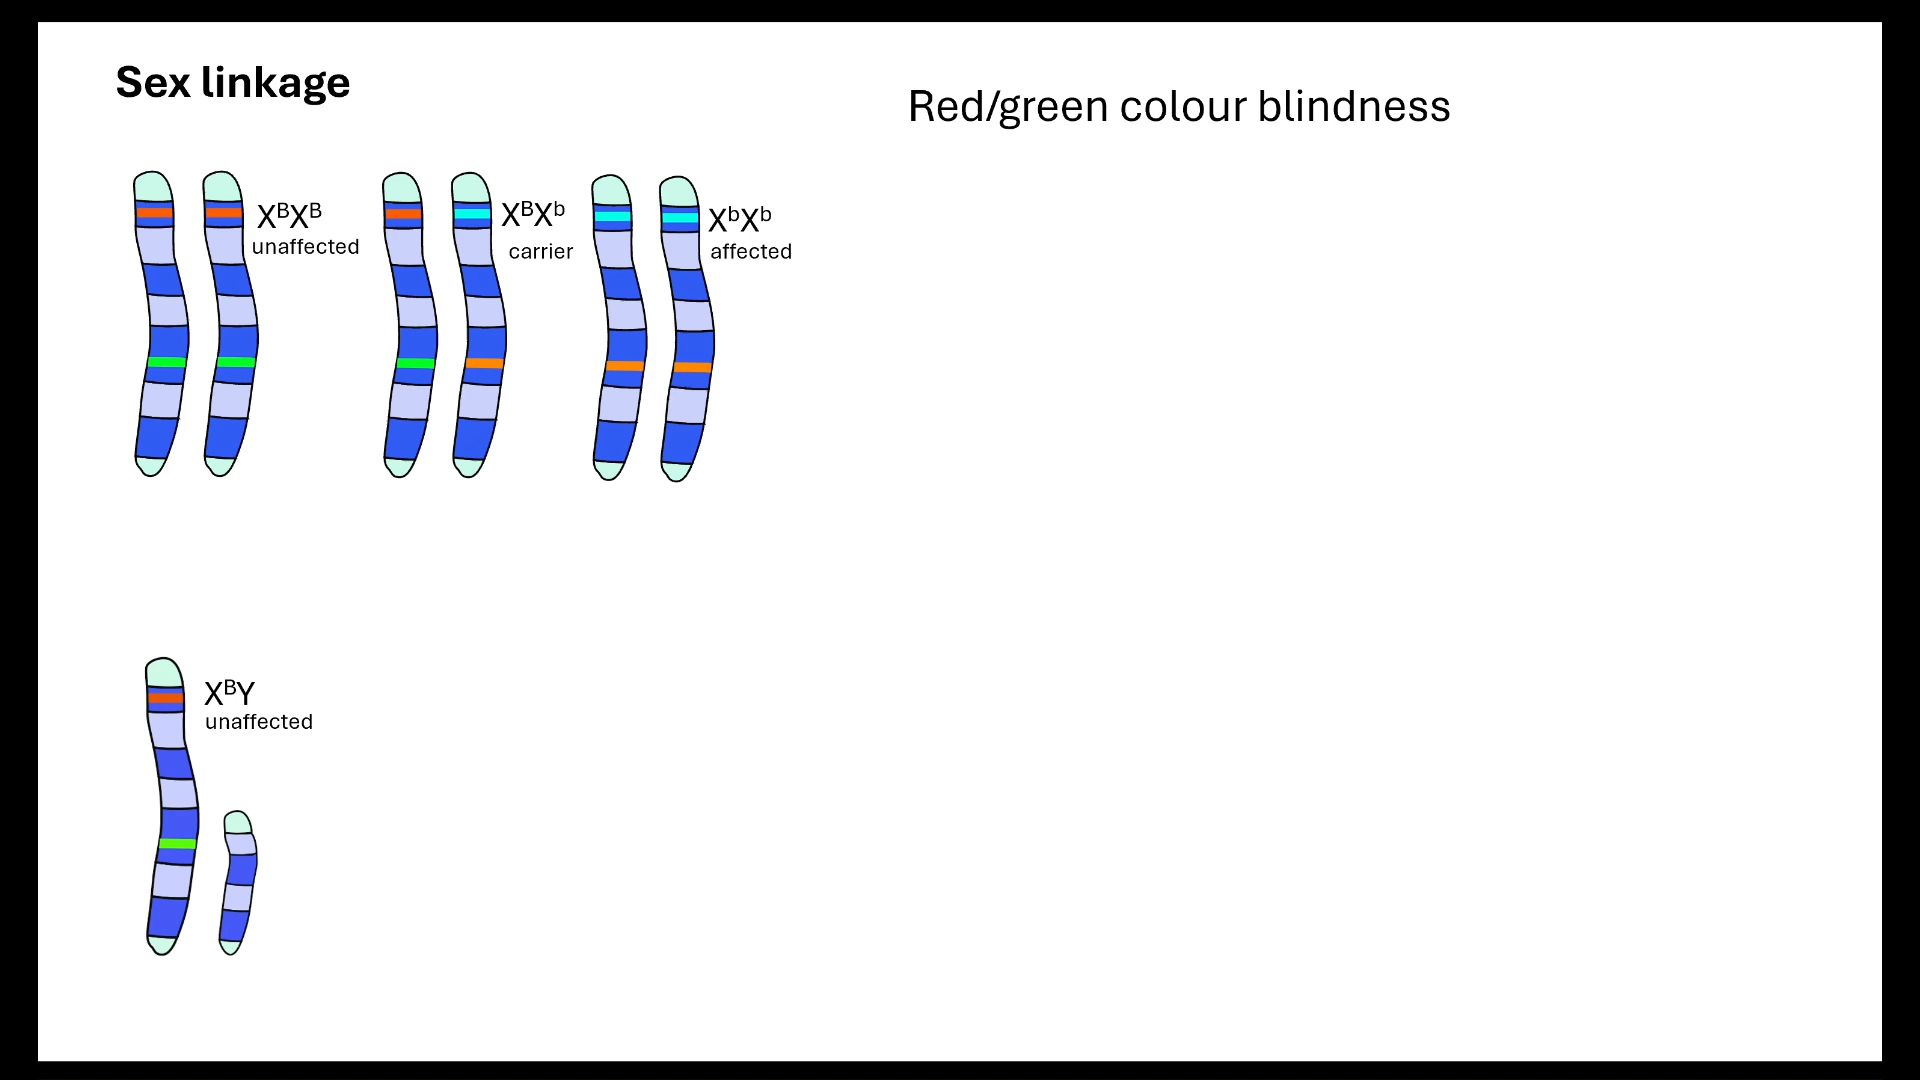 Sex linkage
Red/green colour blindness
XᴮXᴮ
unaffected
XᴮXᵇ
carrier
XᵇXᵇ
affected
XᴮY
unaffected